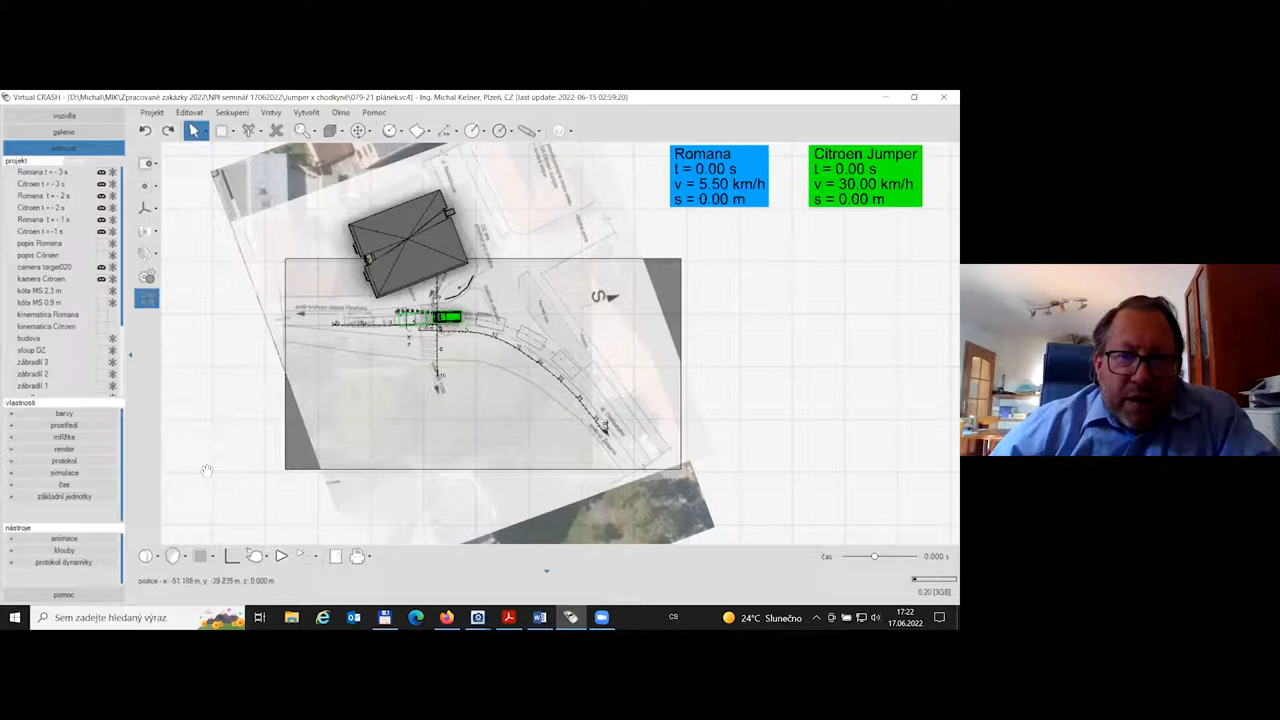 Virtual CRASH - [D:\Michal\MIK\Zpracované zakázky 2022\NPI seminář 17062022\Jumper x chodkyně\079-21 plánek.vc4] - Ing. Michal Kešner, Plzeň, CZ [last update: 2022-06-15 02:59:20]
vozidla
Projekt Editovat Seskupení Vrstvy Vytvořit Okno Pomoc
galerie
projekt
Romana t = - 3 s
Citroen t = - 3 s
Romana t = - 2 s
Citroen t = - 2 s
Romana t = - 1 s
Citroen t = -1 s
popis Romana
popis Citroen
camera target020
kamera Citroen
kóta MS 2,3 m
kóta MS 0,9 m
kinematica Romana
kinematica Citroen
budova
sloup DZ
zábradlí 3
zábradlí 2
zábradlí 1
vlastnosti
barvy
prostředí
mřížka
render
protokol
simulace
čas
základní jednotky
nástroje
animace
klouby
protokol dynamiky
pomoc
Romana
t = 0.00 s
v = 5.50 km/h
s = 0.00 m
Citroen Jumper
t = 0.00 s
v = 30.00 km/h
s = 0.00 m
S
čas 0.000 s
0.20 [3GB]
Sem zadejte hledaný výraz
CS
24°C Slunečno
17:22
17.06.2022